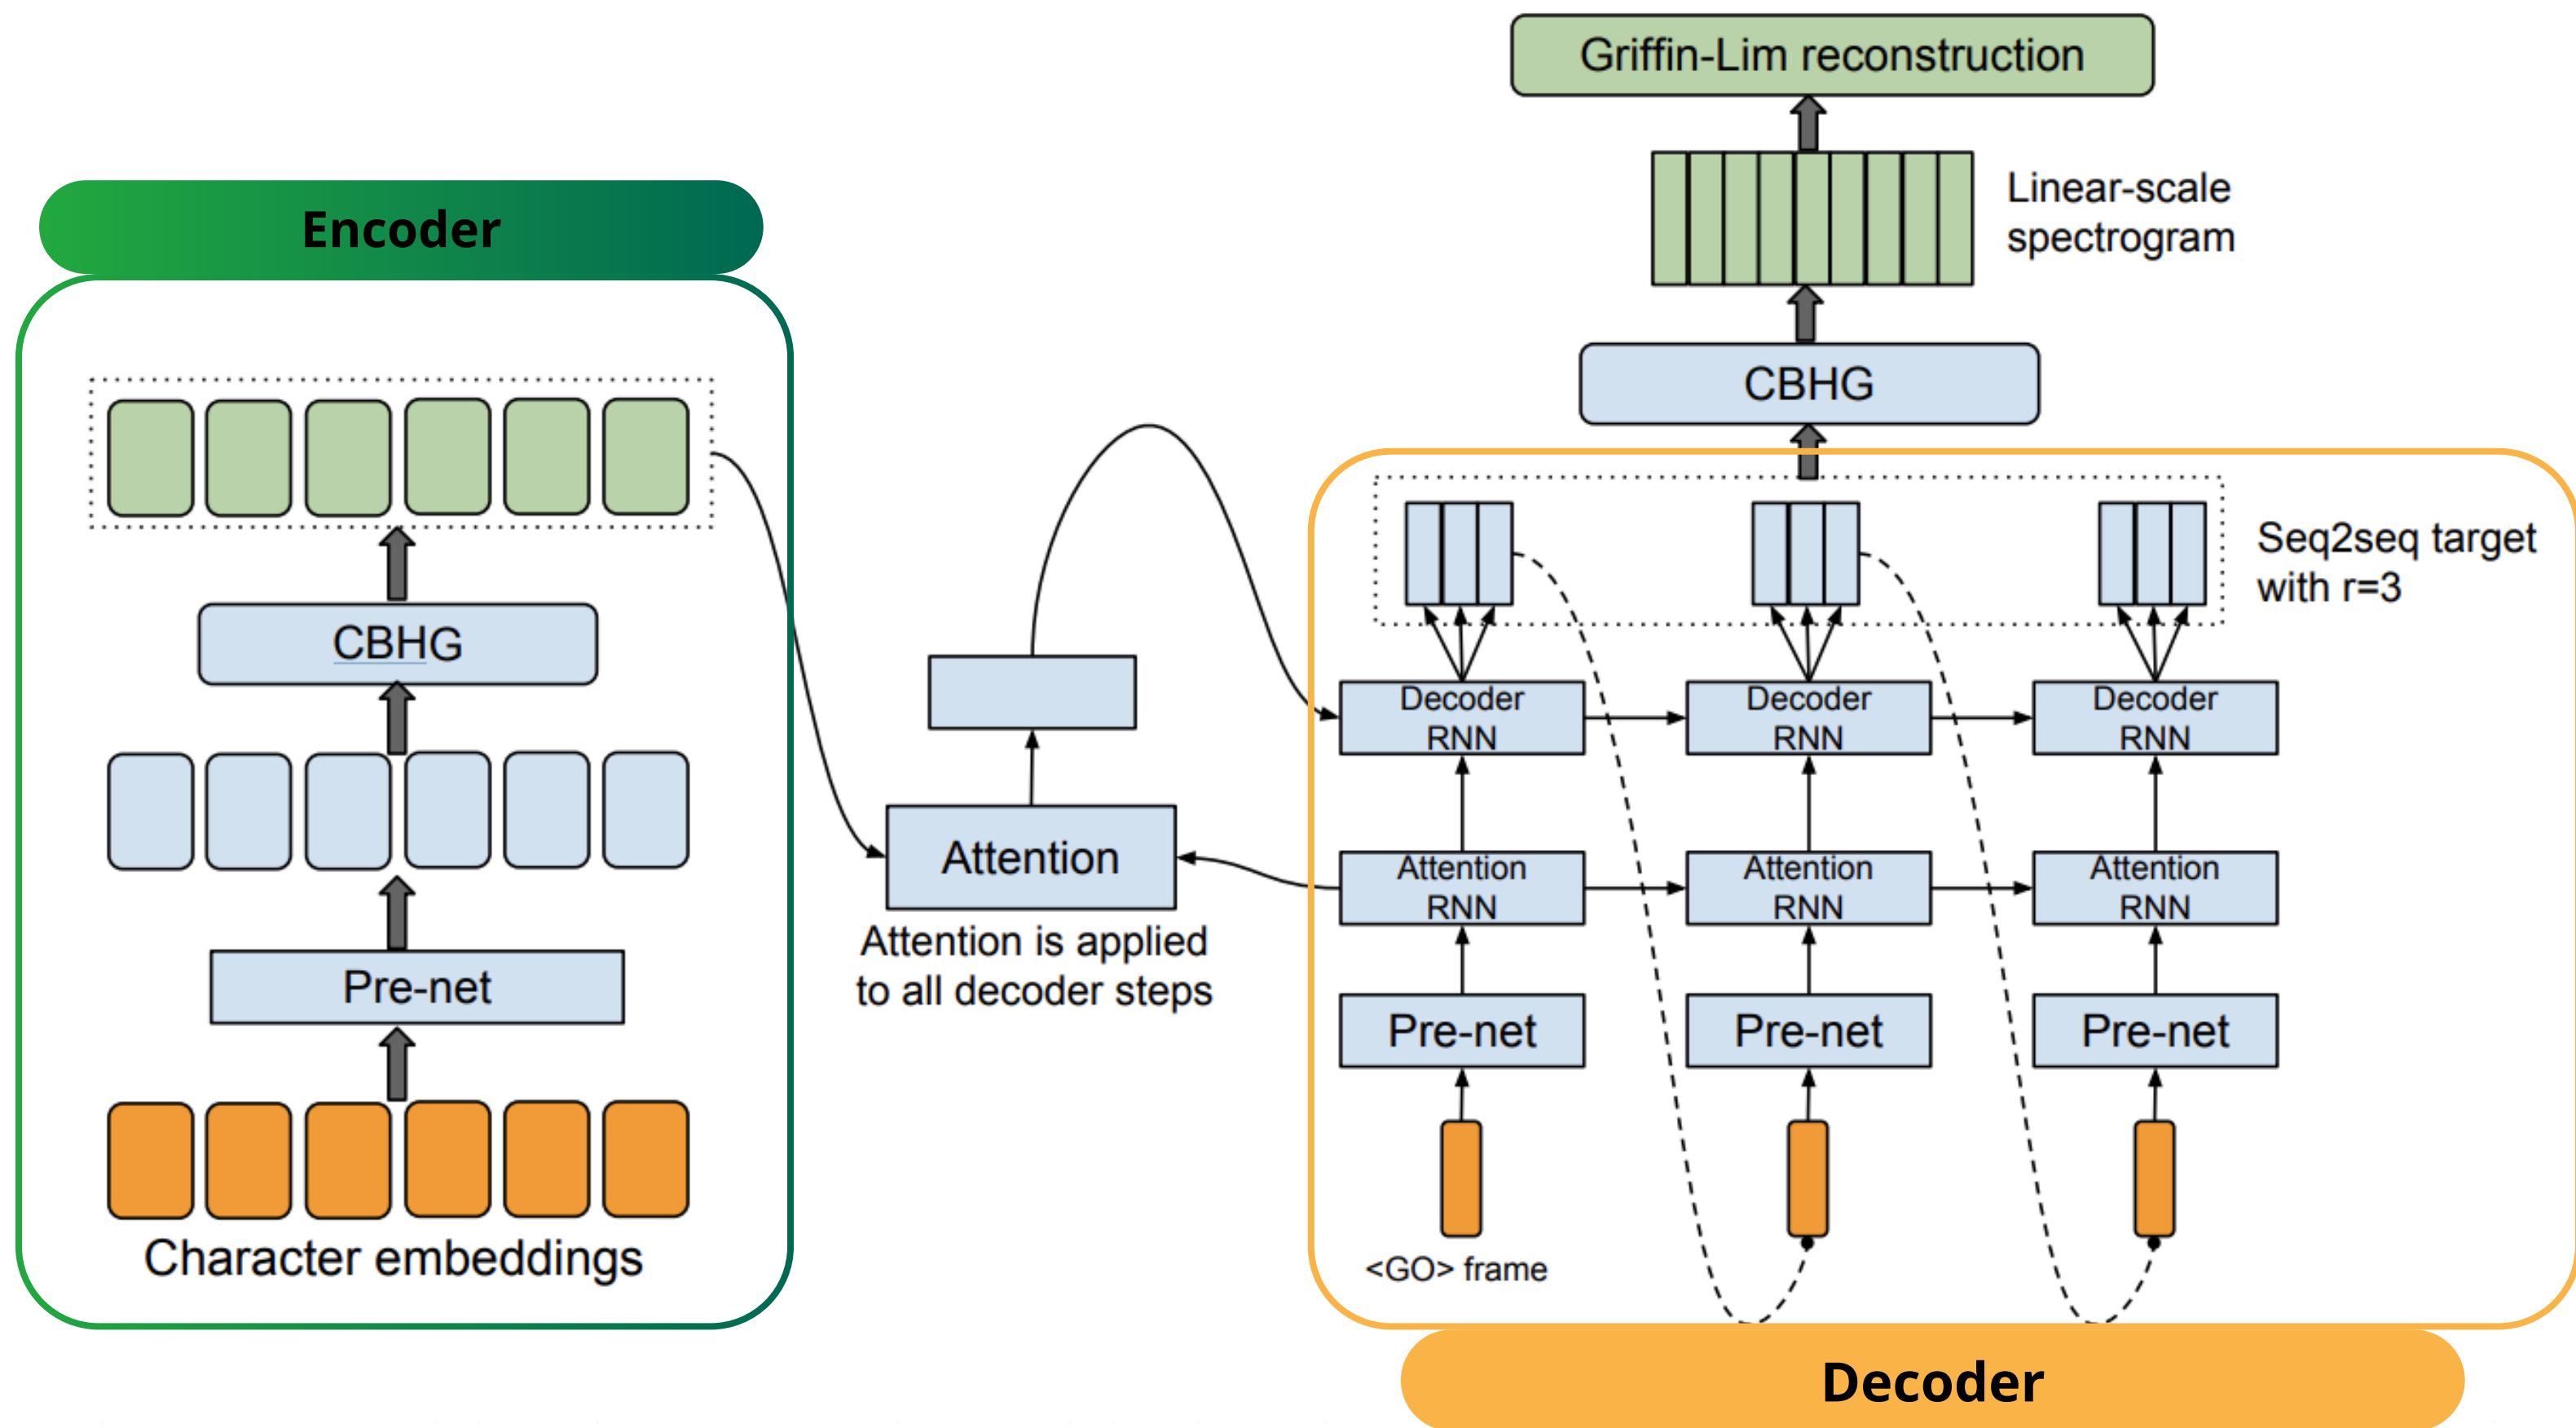 Griffin-Lim reconstruction
Linear-scale
spectrogram
CBHG
Encoder
CBHG
Pre-net
Character embeddings
Attention
Attention is applied
to all decoder steps
Seq2seq target
with r=3
Decoder
RNN
Decoder
RNN
Decoder
RNN
Attention
RNN
Attention
RNN
Attention
RNN
Pre-net
Pre-net
Pre-net
<GO> frame
Decoder